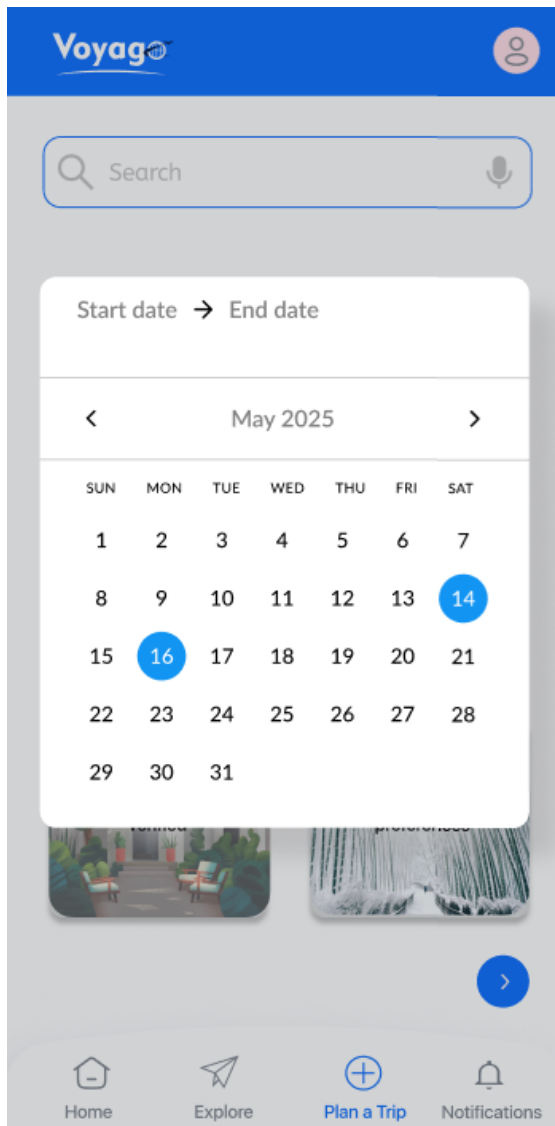 Voyago
Search
Start date → End date
May 2025
SUN MON TUE WED THU FRI SAT
1 2 3 4 5 6 7
8 9 10 11 12 13 14
15 16 17 18 19 20 21
22 23 24 25 26 27 28
29 30 31
Home Explore Plan a Trip Notifications